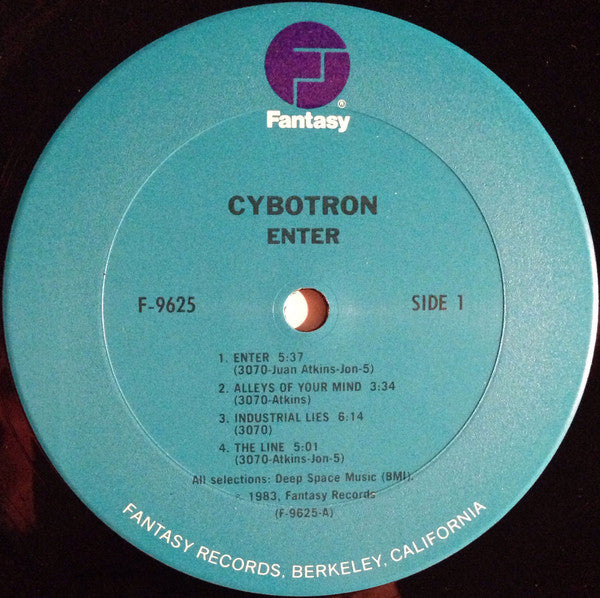 ®
Fantasy
CYBOTRON
ENTER
F-9625
SIDE 1
1. ENTER 5:37
(3070-Juan Atkins-Jon-5)
2. ALLEYS OF YOUR MIND 3:34
(3070-Atkins)
3. INDUSTRIAL LIES 6.14
(3070)
4. THE LINE 5:01
(3070-Atkins-Jon-5)
All selections: Deep Space Music (BMI).
℗ 1983, Fantasy Records
(F-9625-A)
FANTASY RECORDS, BERKELEY, CALIFORNIA